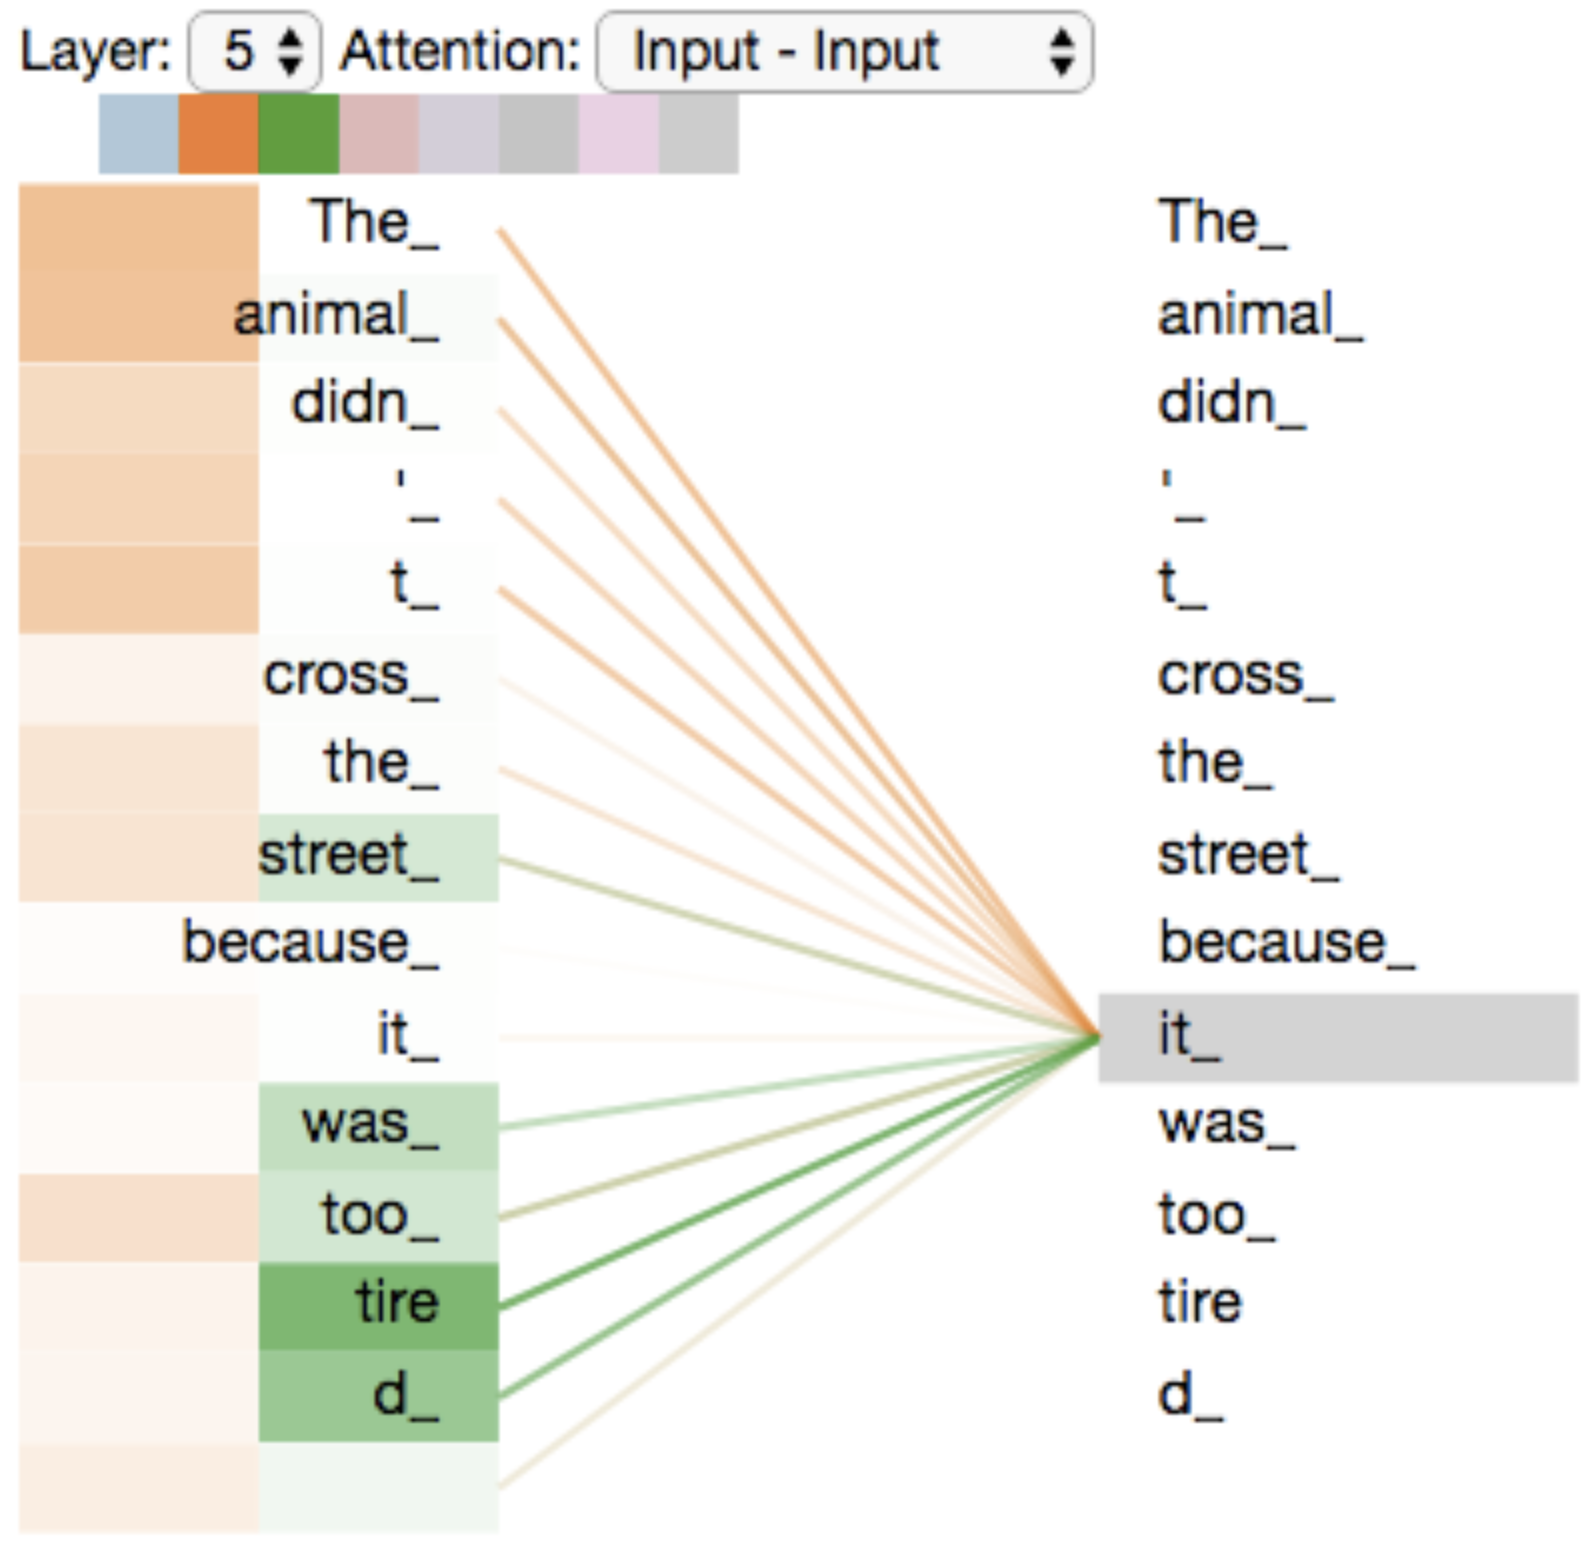 Layer: 5 Attention: Input - Input
The_ The_
animal_ animal_
didn_ didn_
'_ '_
t_ t_
cross_ cross_
the_ the_
street_ street_
because_ because_
it_ it_
was_ was_
too_ too_
tire tire
d_ d_